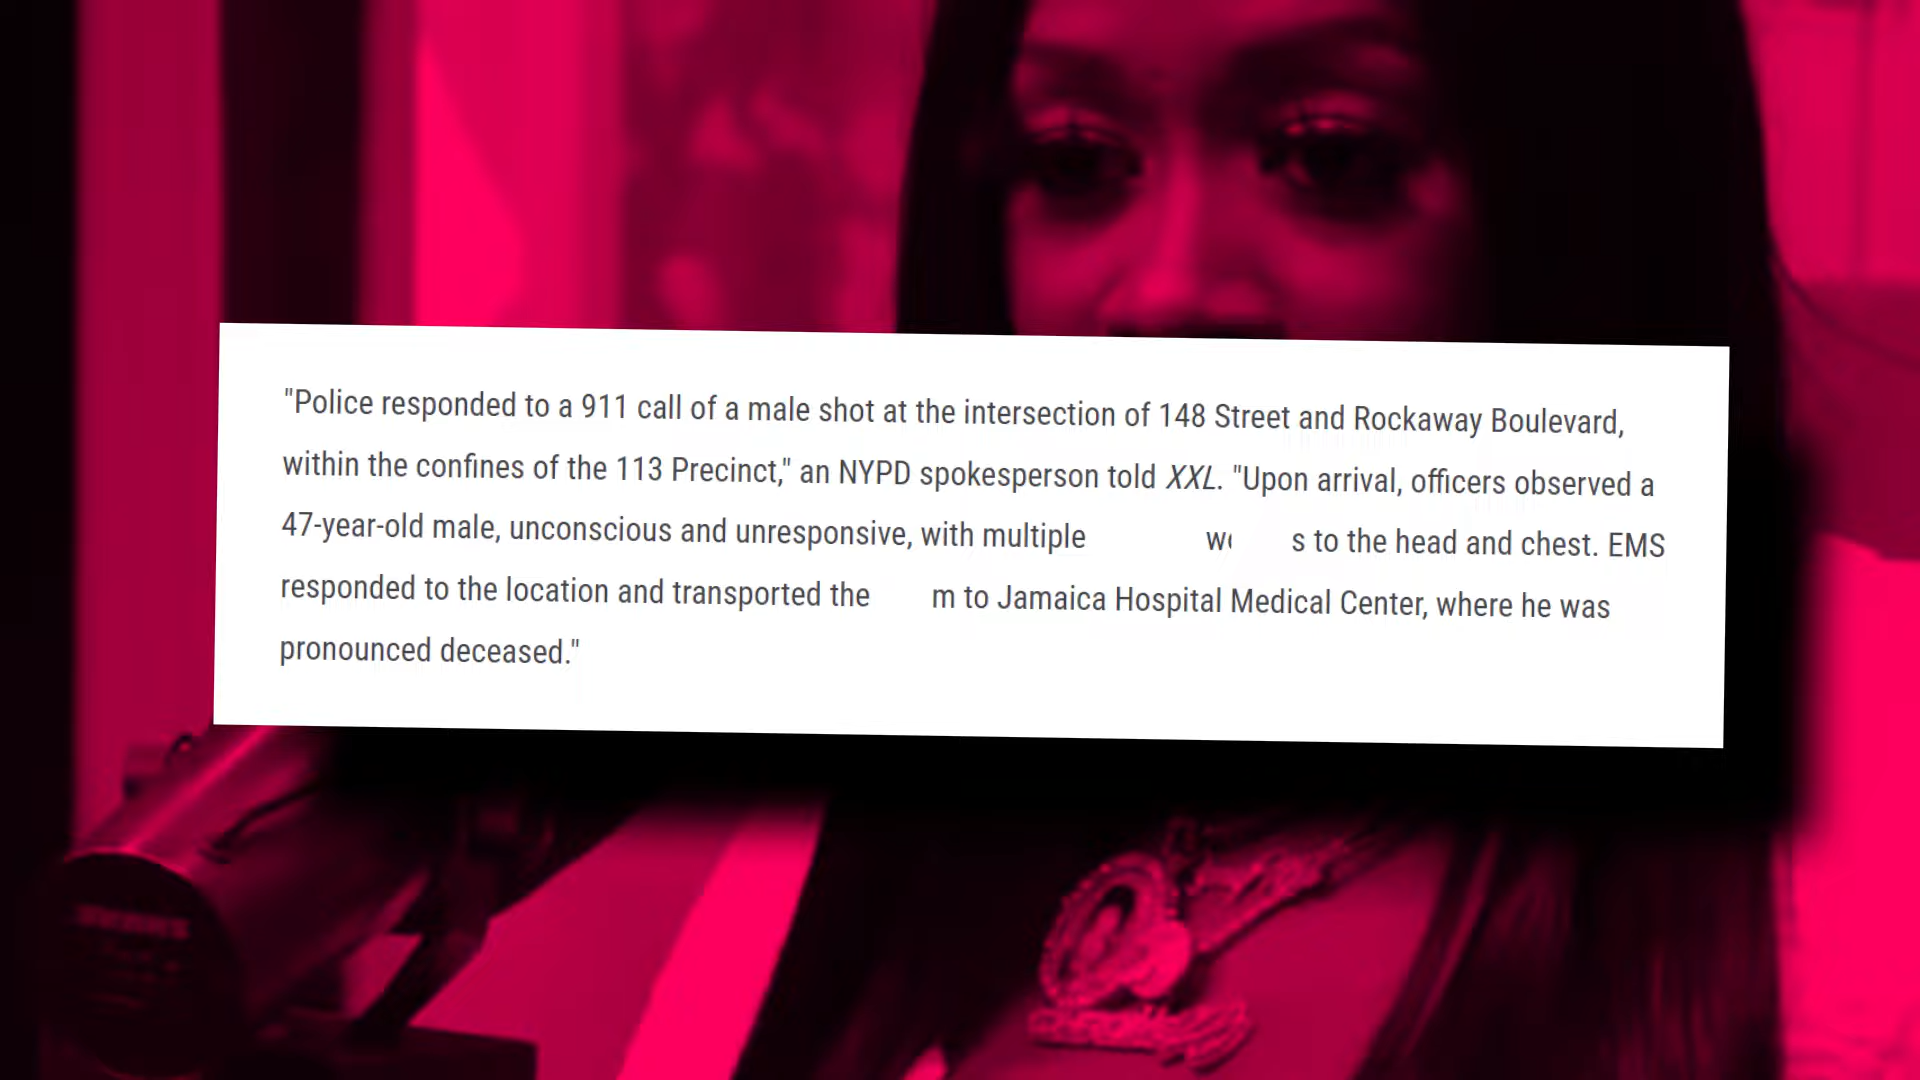 "Police responded to a 911 call of a male shot at the intersection of 148 Street and Rockaway Boulevard,
within the confines of the 113 Precinct," an NYPD spokesperson told XXL. "Upon arrival, officers observed a
47-year-old male, unconscious and unresponsive, with multiple s to the head and chest. EMS
responded to the location and transported the m to Jamaica Hospital Medical Center, where he was
pronounced deceased."